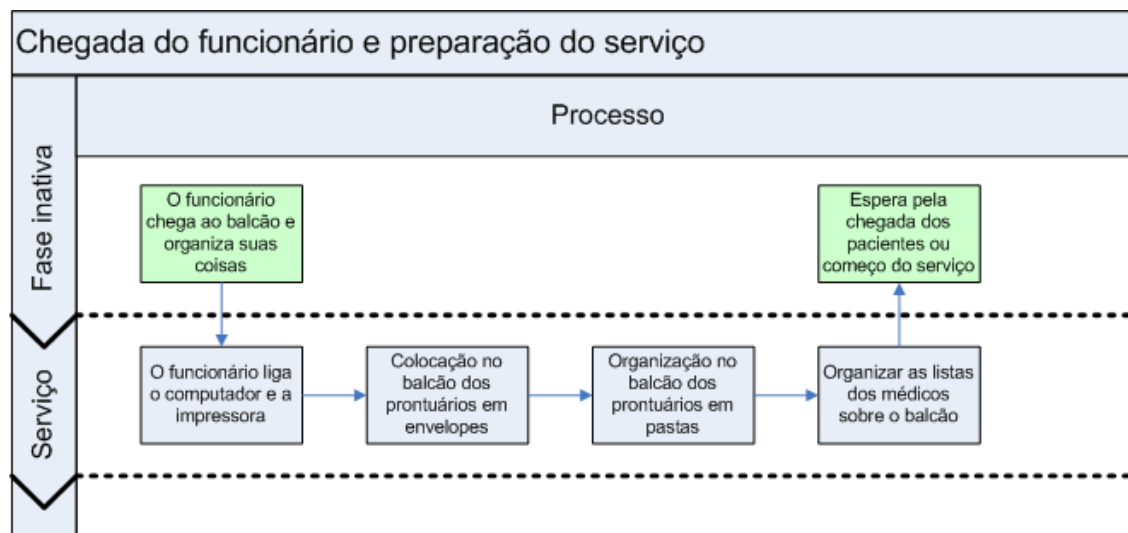 Chegada do funcionário e preparação do serviço
Processo
Fase inativa
O funcionário
chega ao balcão e
organiza suas
coisas
Espera pela
chegada dos
pacientes ou
começo do serviço
Serviço
O funcionário liga
o computador e a
impressora
Colocação no
balcão dos
prontuários em
envelopes
Organização no
balcão dos
prontuários em
pastas
Organizar as listas
dos médicos
sobre o balcão